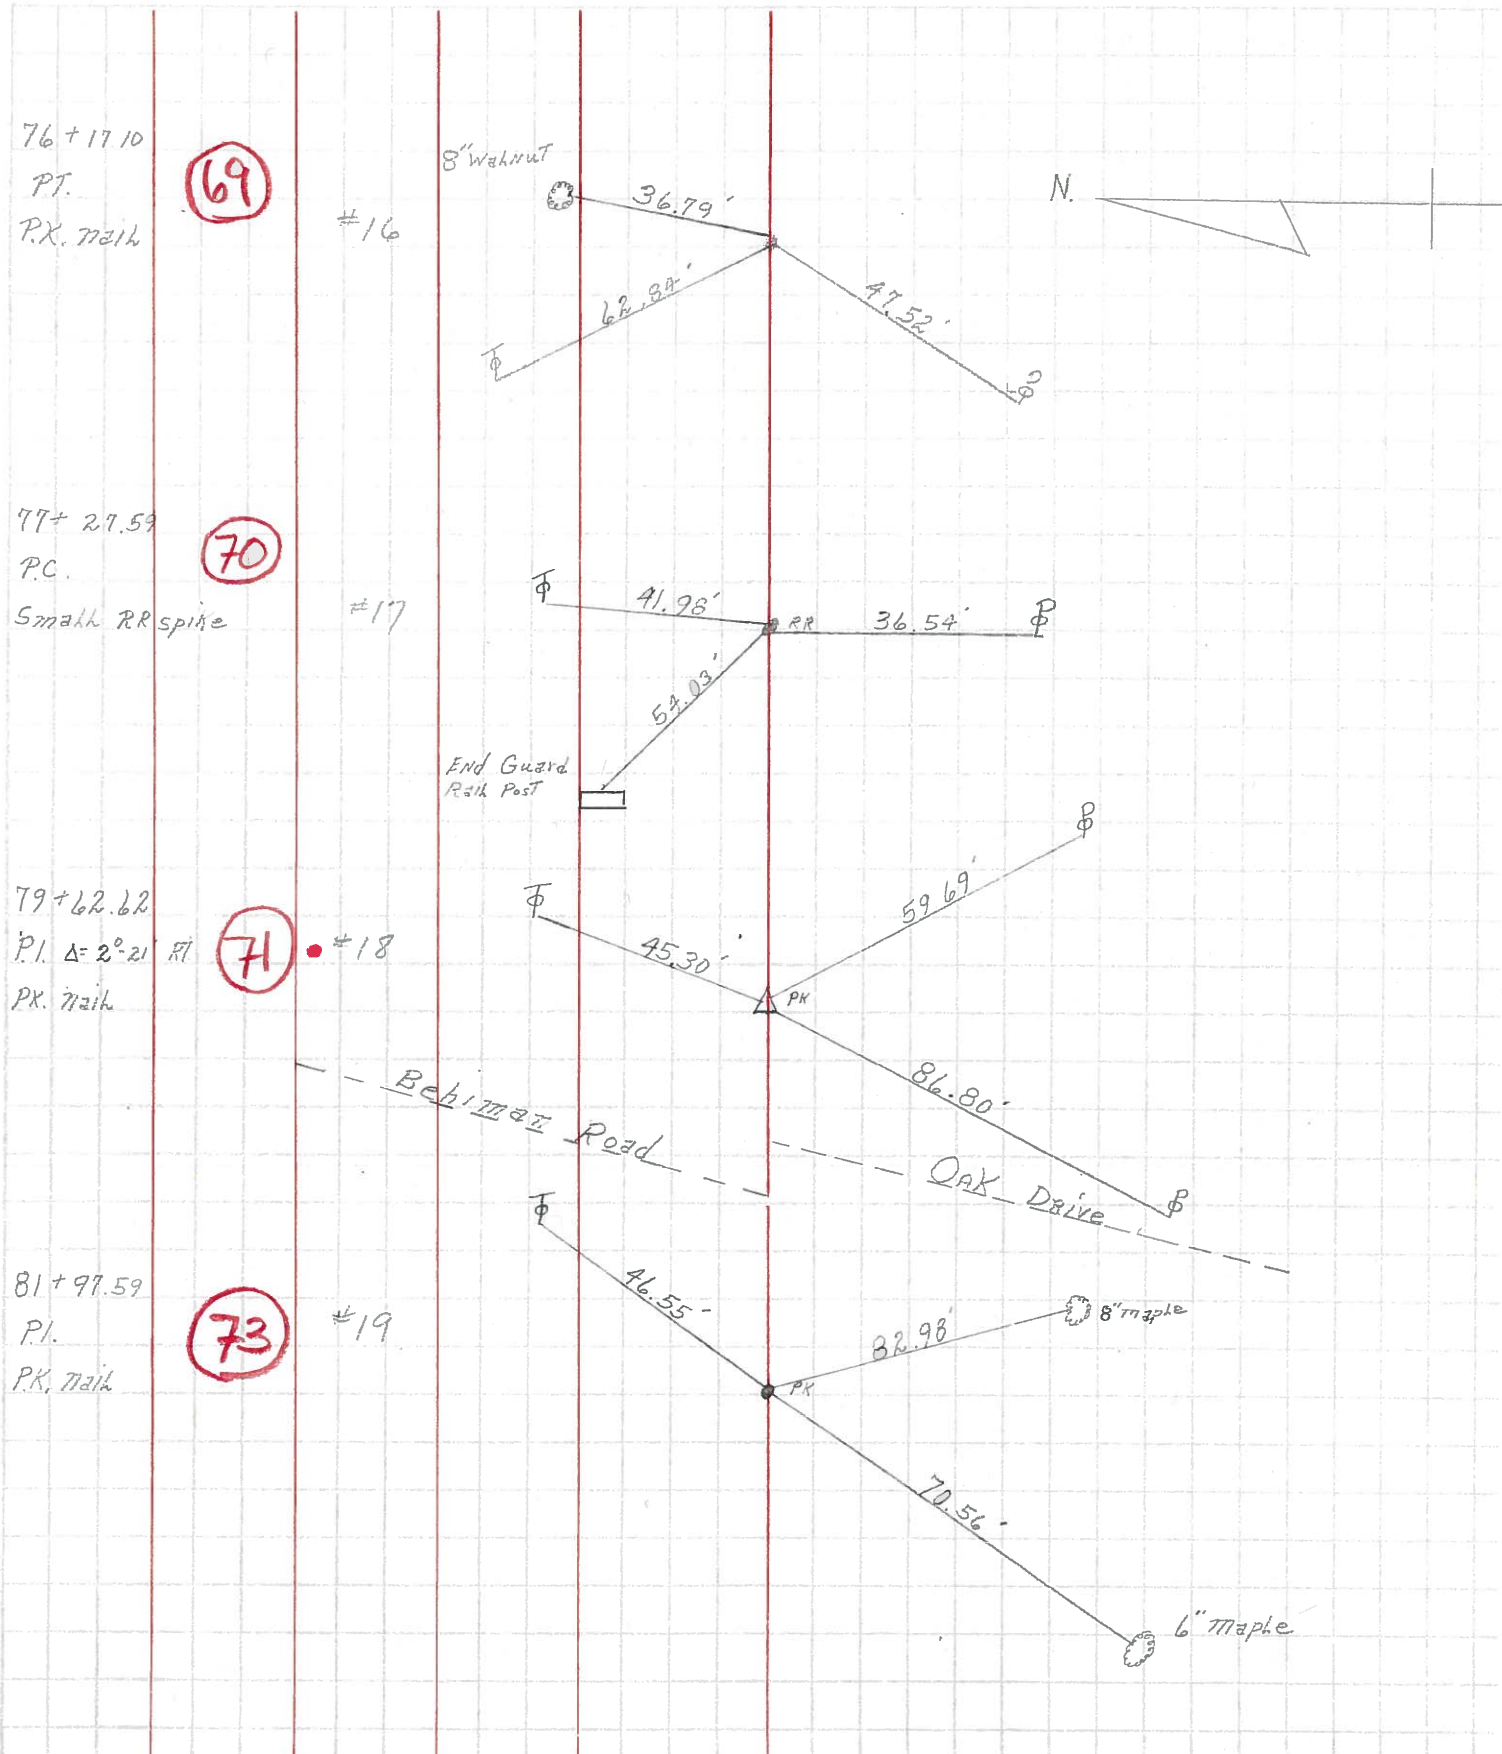 76 + 17.10
PT.
P.K. nail
69
#16
8" Walnut
36.79'
62.84'
47.52'
N.
77+ 27.59
P.C.
Small RR spike
70
#17
41.98'
RR
36.54'
54.03'
End Guard
Rail Post
79+62.62
P.I. Δ= 2°-21' RT
PK. nail
71
#18
45.30'
PK
59.69'
86.80'
Behiman Road
Oak Drive
81 + 97.59
P.I.
P.K. nail
73
#19
46.55'
82.98'
8" maple
PK
70.56'
6" maple